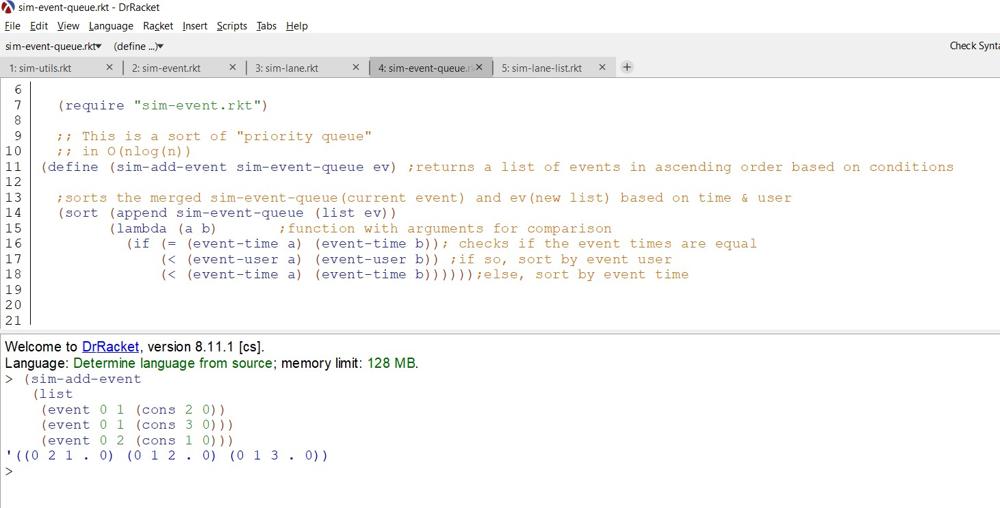 sim-event-queue.rkt - DrRacket
File Edit View Language Racket Insert Scripts Tabs Help
sim-event-queue.rkt▾ (define ...)▾ Check Synta
1: sim-utils.rkt × 2: sim-event.rkt × 3: sim-lane.rkt × 4: sim-event-queue.rk × 5: sim-lane-list.rkt × +
6
7 (require "sim-event.rkt")
8
9 ;; This is a sort of "priority queue"
10 ;; in O(nlog(n))
11 (define (sim-add-event sim-event-queue ev) ;returns a list of events in ascending order based on conditions
12
13 ;sorts the merged sim-event-queue(current event) and ev(new list) based on time & user
14 (sort (append sim-event-queue (list ev))
15 (lambda (a b) ;function with arguments for comparison
16 (if (= (event-time a) (event-time b)); checks if the event times are equal
17 (< (event-user a) (event-user b)) ;if so, sort by event user
18 (< (event-time a) (event-time b))))));else, sort by event time
19
20
21
Welcome to DrRacket, version 8.11.1 [cs].
Language: Determine language from source; memory limit: 128 MB.
> (sim-add-event
(list
(event 0 1 (cons 2 0))
(event 0 1 (cons 3 0)))
(event 0 2 (cons 1 0)))
'((0 2 1 . 0) (0 1 2 . 0) (0 1 3 . 0))
>